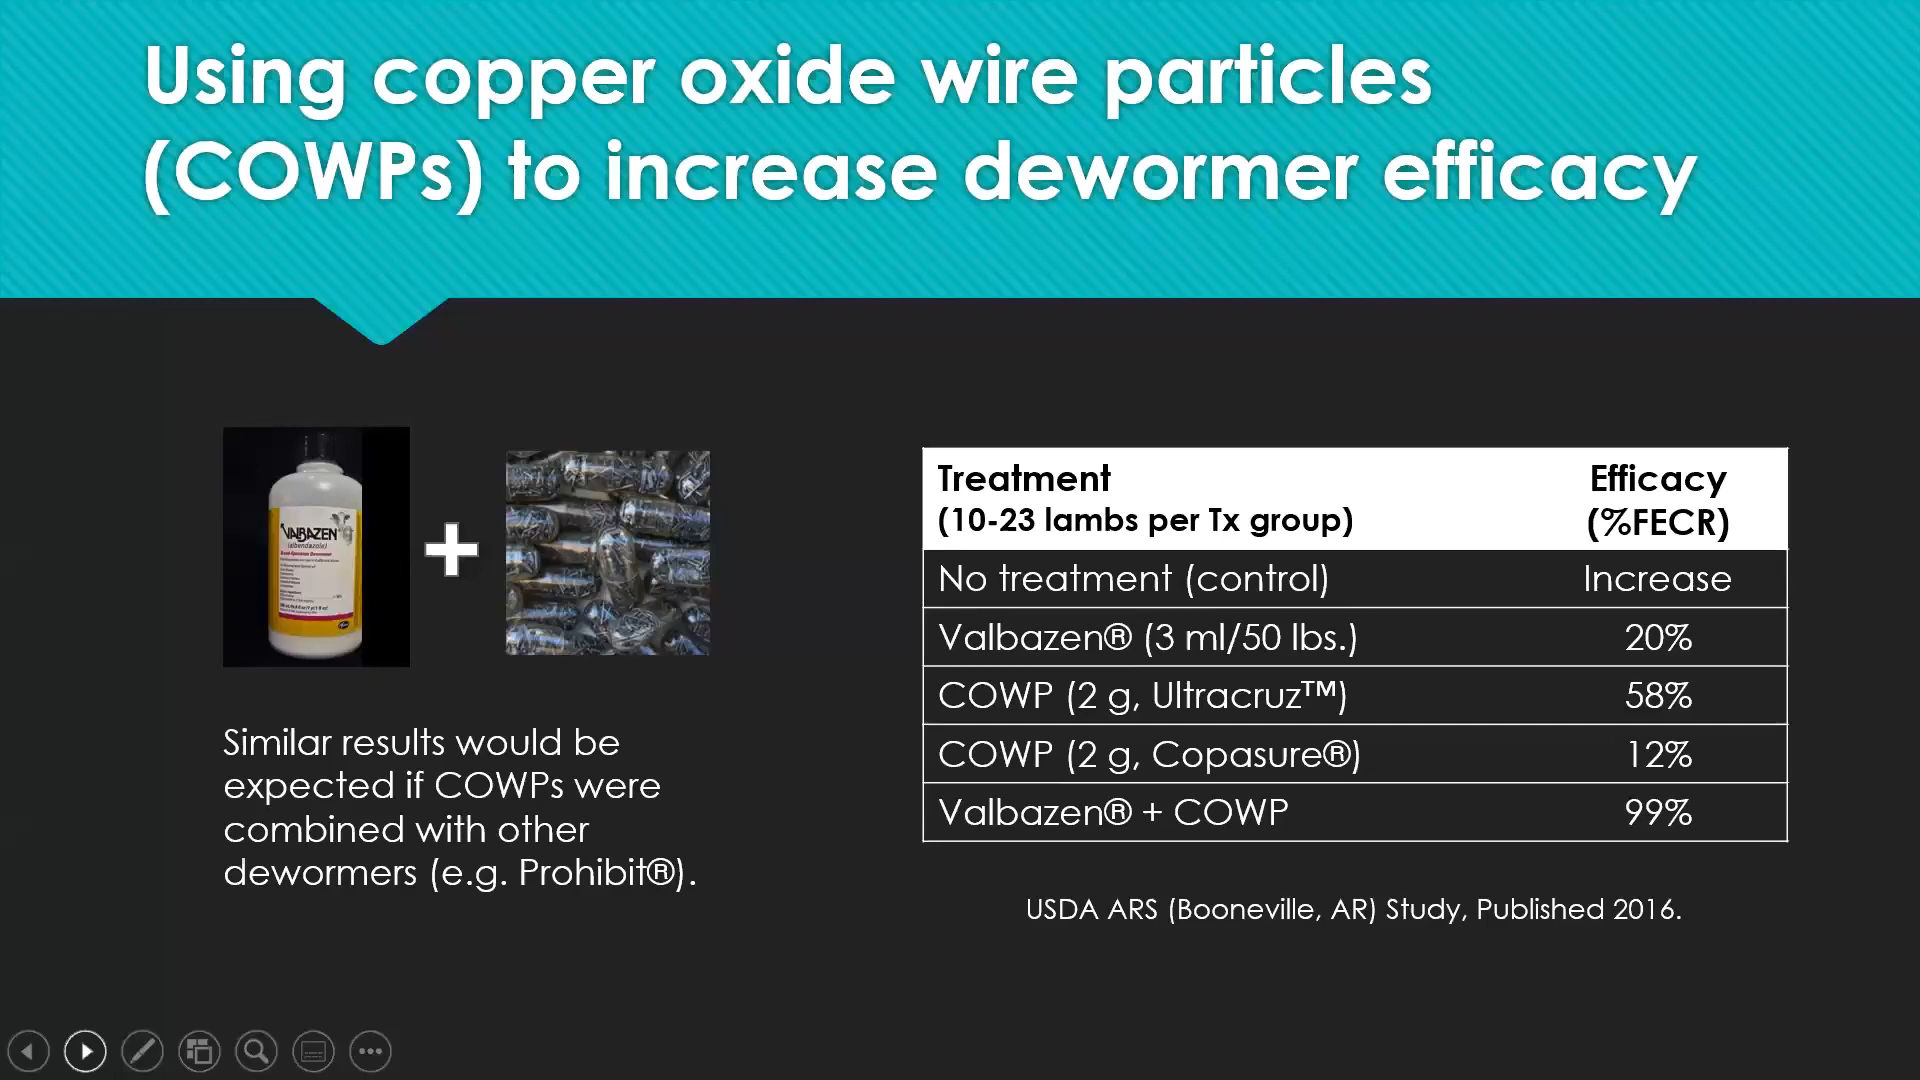 Using copper oxide wire particles
(COWPs) to increase dewormer efficacy
VALBAZEN
(albendazole)
Similar results would be
expected if COWPs were
combined with other
dewormers (e.g. Prohibit®).
Treatment Efficacy
(10-23 lambs per Tx group) (%FECR)
No treatment (control) Increase
Valbazen® (3 ml/50 lbs.) 20%
COWP (2 g, Ultracruz™) 58%
COWP (2 g, Copasure®) 12%
Valbazen® + COWP 99%
USDA ARS (Booneville, AR) Study, Published 2016.